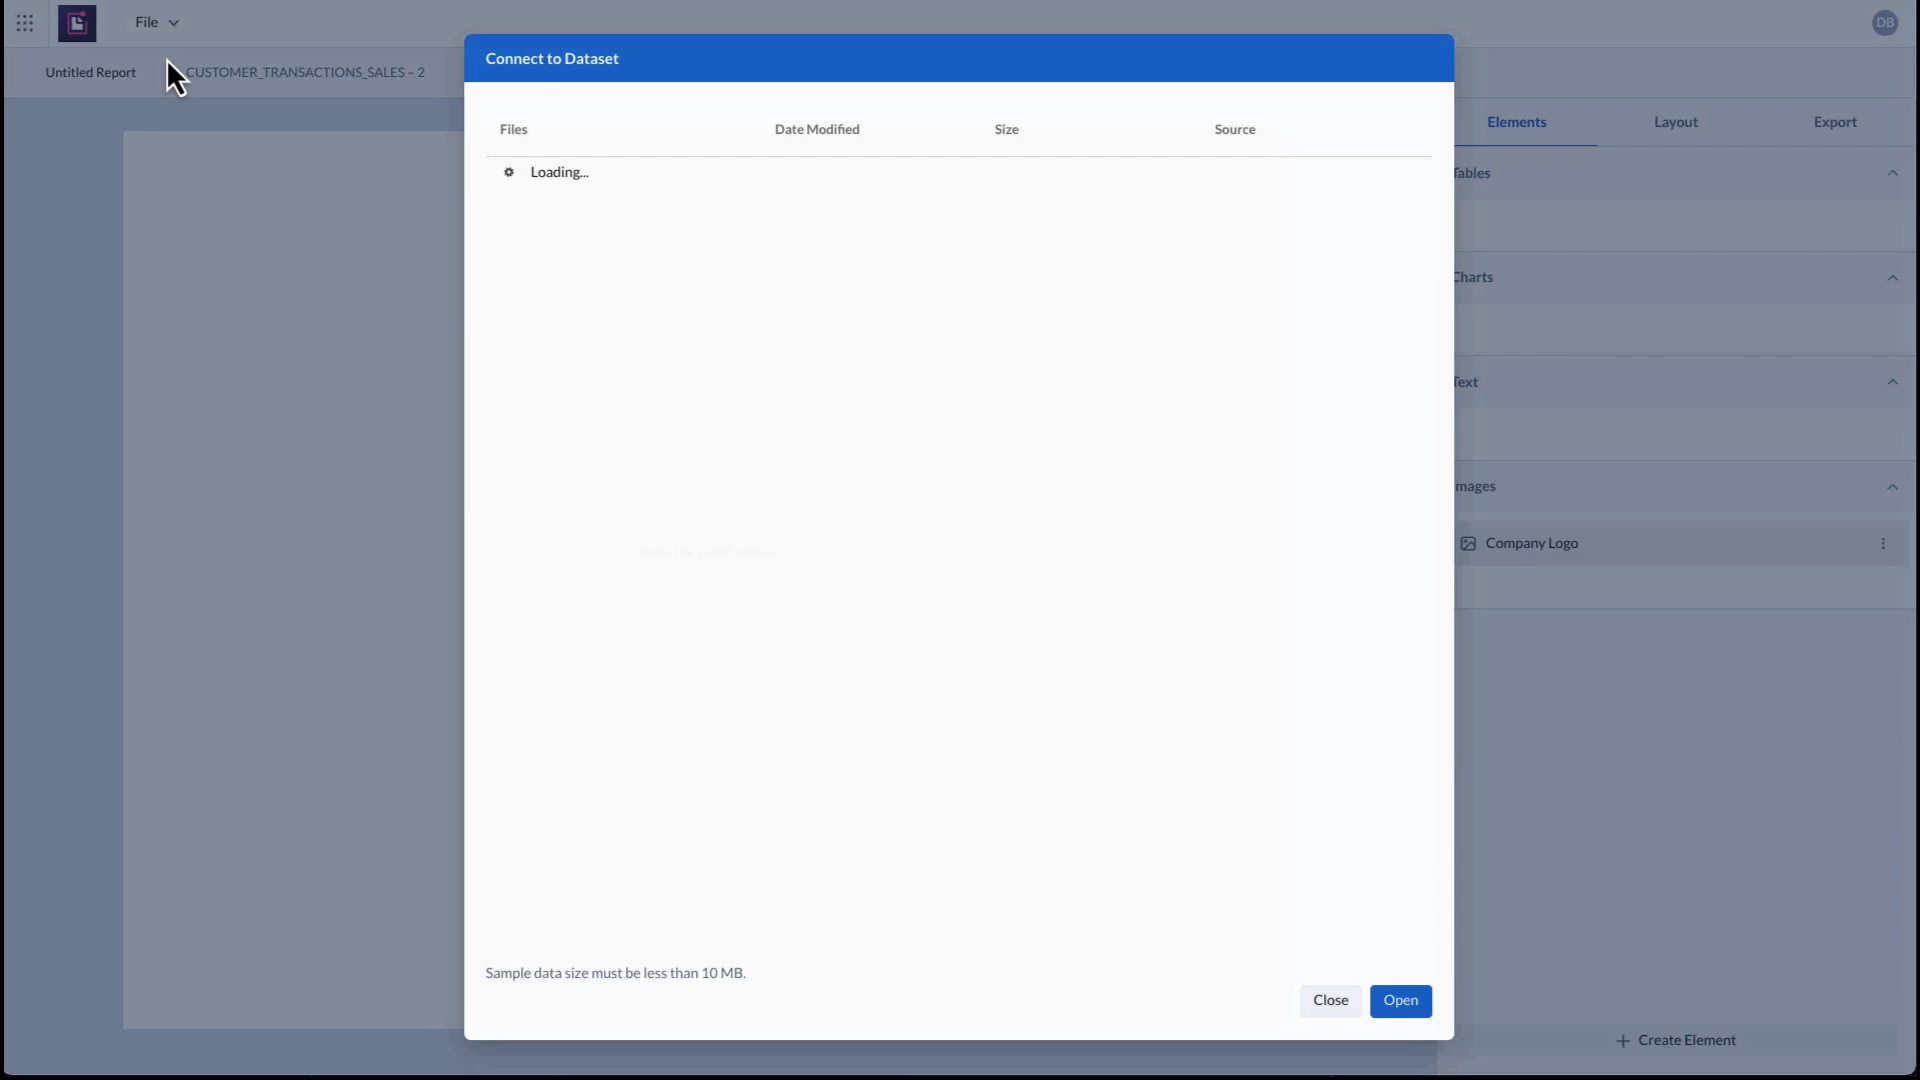 File
DB
Untitled Report
CUSTOMER_TRANSACTIONS_SALES – 2
Connect to Dataset
Files
Date Modified
Size
Source
Loading...
Sample data size must be less than 10 MB.
Close
Open
Elements
Layout
Export
Tables
Charts
Text
mages
Company Logo
Create Element